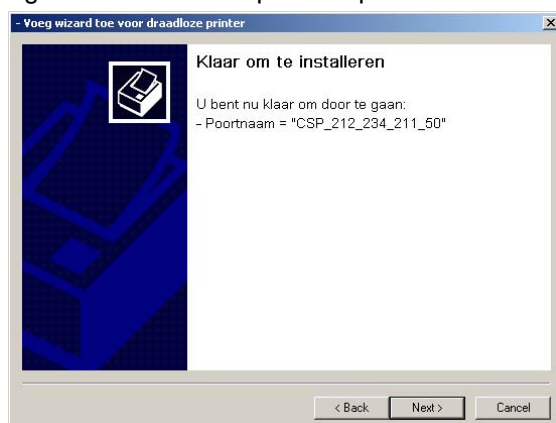 - Voeg wizard toe voor draadloze printer
Klaar om te installeren
U bent nu klaar om door te gaan:
- Poortnaam = "CSP_212_234_211_50"
< Back
Next >
Cancel